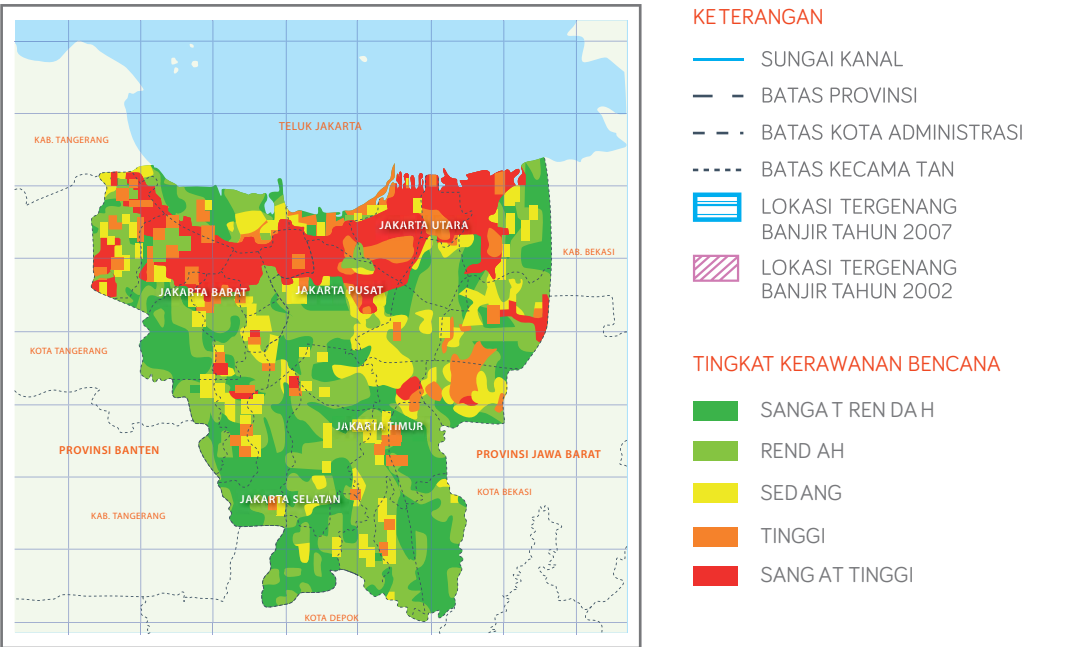 KETERANGAN
SUNGAI KANAL
BATAS PROVINSI
BATAS KOTA ADMINISTRASI
BATAS KECAMA TAN
LOKASI TERGENANG
BANJIR TAHUN 2007
LOKASI TERGENANG
BANJIR TAHUN 2002
TINGKAT KERAWANAN BENCANA
SANGA T REN DA H
REND AH
SED ANG
TINGGI
SANG AT TINGGI
TELUK JAKARTA
KAB. TANGERANG
JAKARTA UTARA
KAB. BEKASI
JAKARTA BARAT
JAKARTA PUSAT
KOTA TANGERANG
JAKARTA TIMUR
PROVINSI BANTEN
PROVINSI JAWA BARAT
KOTA BEKASI
JAKARTA SELATAN
KAB. TANGERANG
KOTA DEPOK